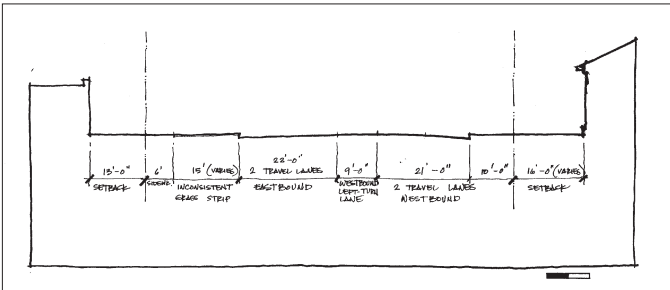 13'-0"
SETBACK
6'
SIDEWK.
15' (VARIES)
INCONSISTENT
GRASS STRIP
22'-0"
2 TRAVEL LANES
EASTBOUND
9'-0"
WESTBOUND
LEFT-TURN
LANE
21'-0"
2 TRAVEL LANES
WESTBOUND
10'-0"
16'-0" (VARIES)
SETBACK